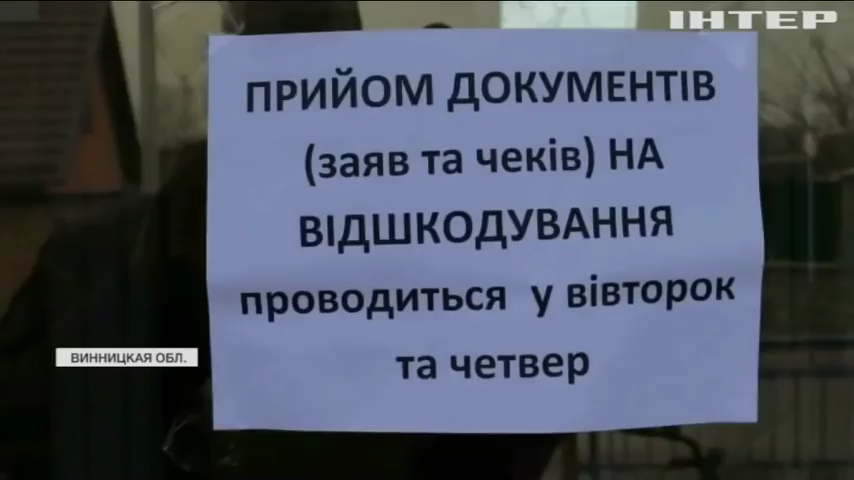 ІНТЕР
ПРИЙОМ ДОКУМЕНТІВ
(заяв та чеків) НА
ВІДШКОДУВАННЯ
проводиться у вівторок
та четвер
ВИННИЦКАЯ ОБЛ.